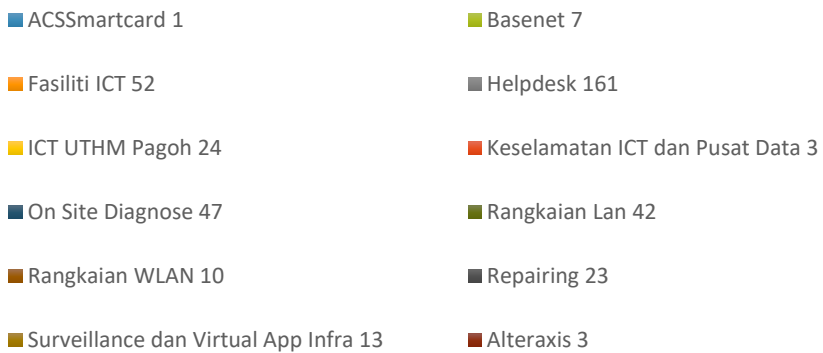 ACSSmartcard 1
Basenet 7
Fasiliti ICT 52
Helpdesk 161
ICT UTHM Pagoh 24
Keselamatan ICT dan Pusat Data 3
On Site Diagnose 47
Rangkaian Lan 42
Rangkaian WLAN 10
Repairing 23
Surveillance dan Virtual App Infra 13
Alteraxis 3